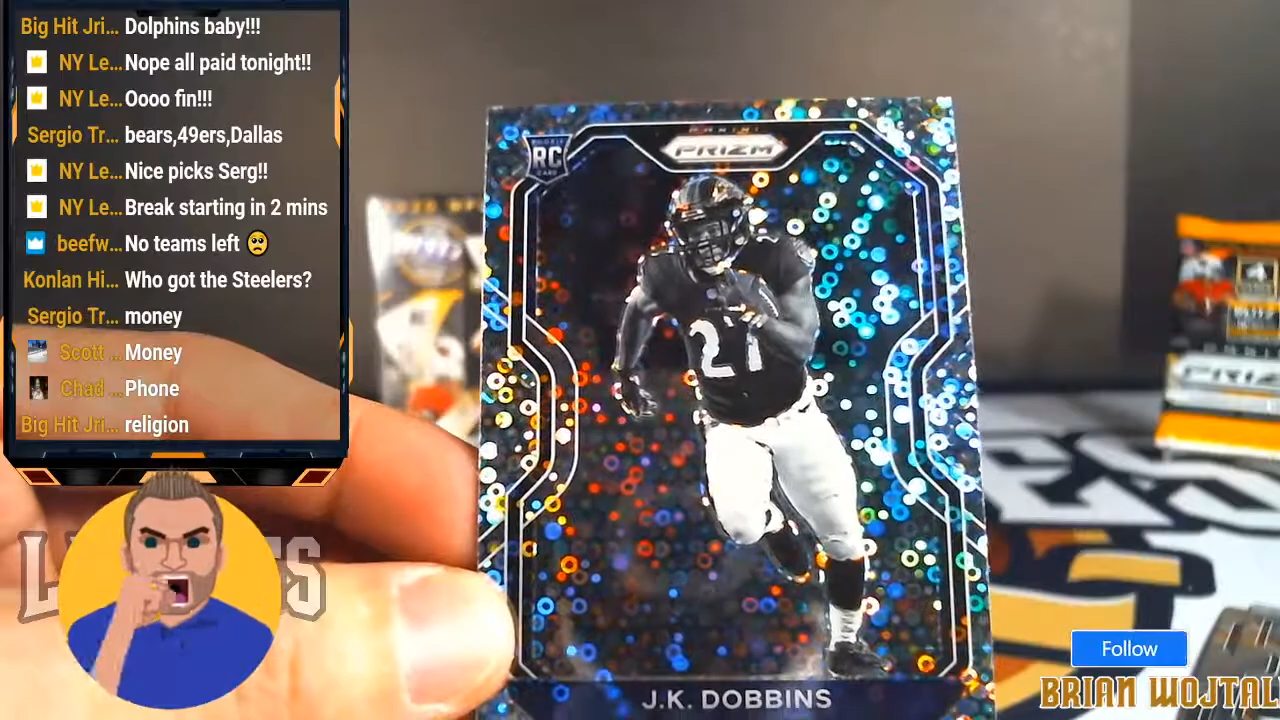 Big Hit Jri... Dolphins baby!!!
NY Le... Nope all paid tonight!!
NY Le... Oooo fin!!!
Sergio Tr... bears,49ers,Dallas
NY Le... Nice picks Serg!!
NY Le... Break starting in 2 mins
beefw... No teams left 🥺
Konlan Hi... Who got the Steelers?
Sergio Tr... money
Scott ... Money
Chad ... Phone
Big Hit Jri... religion
PANINI
PRIZM
RC
21
J.K. DOBBINS
PRIZ
Follow
BRIAN WOJTAL